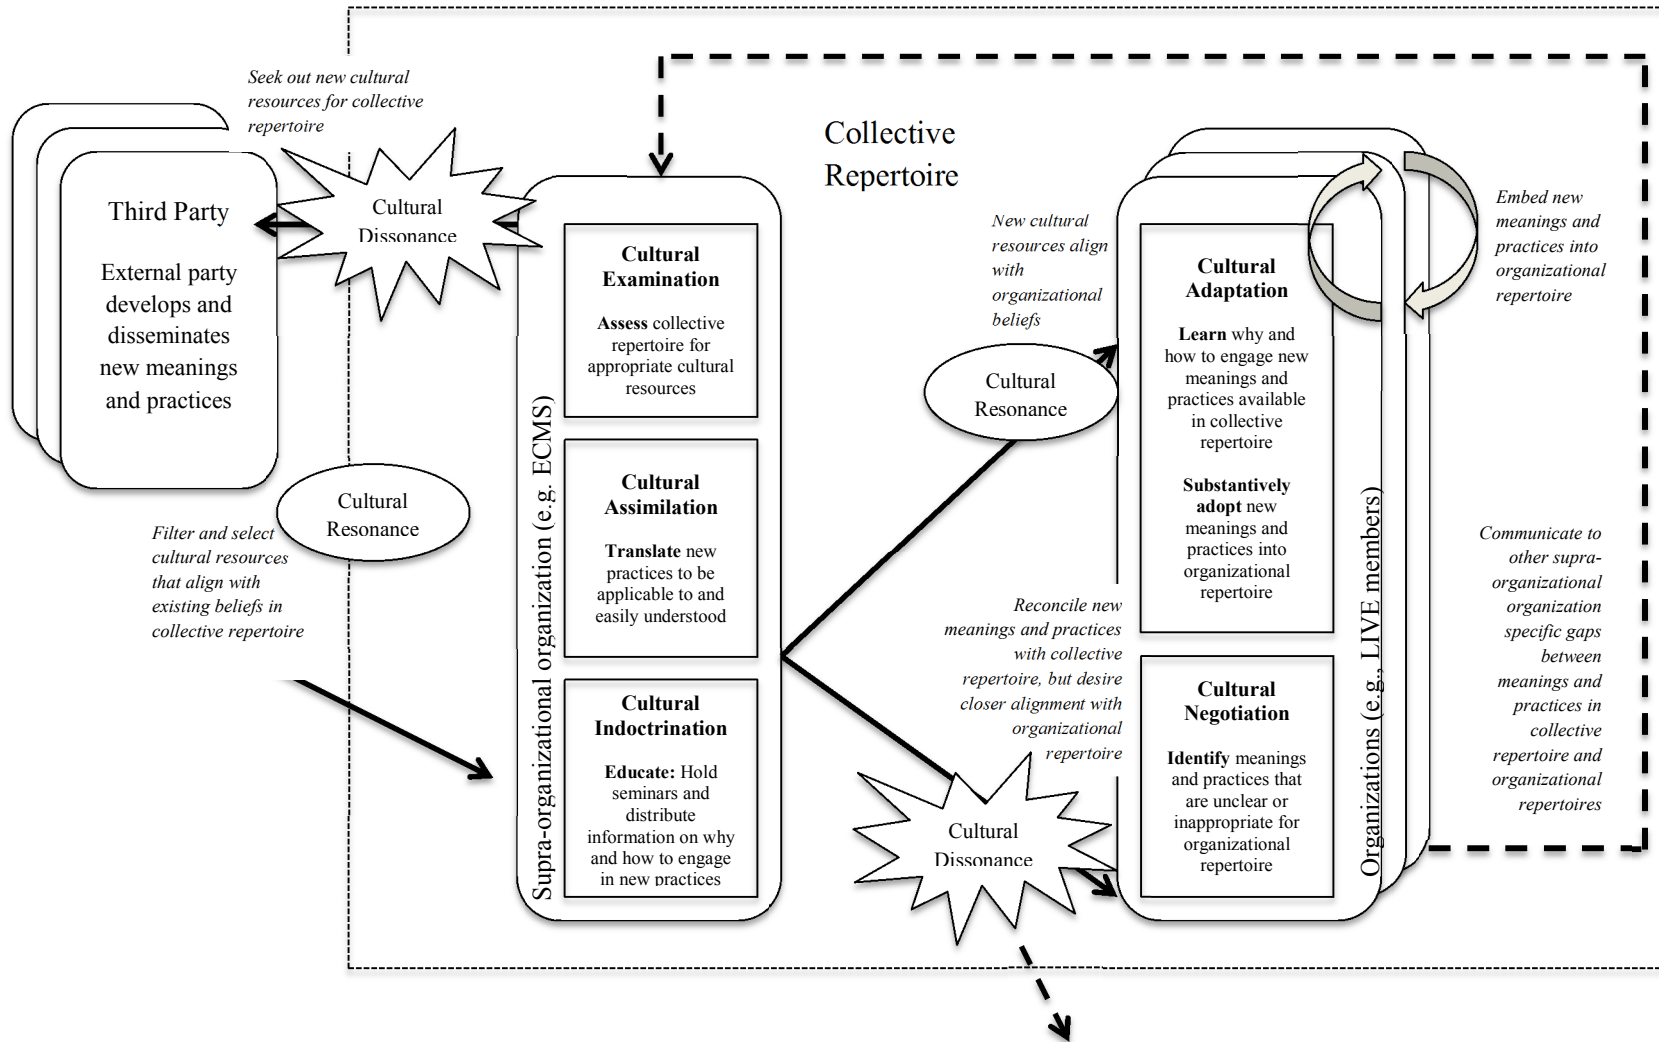 Seek out new cultural
resources for collective
repertoire
Third Party
External party
develops and
disseminates
new meanings
and practices
Cultural
Dissonance
Cultural
Resonance
Filter and select
cultural resources
that align with
existing beliefs in
collective repertoire
Supra-organizational organization (e.g. ECMS)
Cultural
Examination
Assess collective
repertoire for
appropriate cultural
resources
Cultural
Assimilation
Translate new
practices to be
applicable to and
easily understood
Cultural
Indoctrination
Educate: Hold
seminars and
distribute
information on why
and how to engage
in new practices
Collective
Repertoire
New cultural
resources align
with
organizational
beliefs
Cultural
Resonance
Reconcile new
meanings and practices
with collective
repertoire, but desire
closer alignment with
organizational
repertoire
Cultural
Dissonance
Cultural
Adaptation
Learn why and
how to engage new
meanings and
practices available
in collective
repertoire
Substantively
adopt new
meanings and
practices into
organizational
repertoire
Cultural
Negotiation
Identify meanings
and practices that
are unclear or
inappropriate for
organizational
repertoire
Organizations (e.g., LIVE members)
Embed new
meanings and
practices into
organizational
repertoire
Communicate to
other supra-
organizational
organization
specific gaps
between
meanings and
practices in
collective
repertoire and
organizational
repertoires